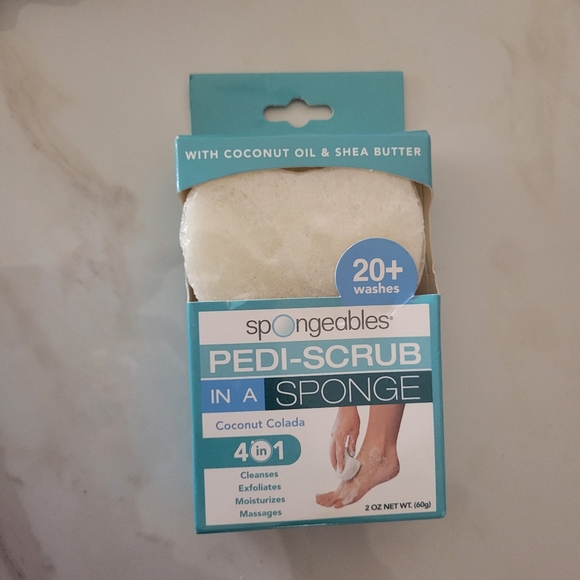 WITH COCONUT OIL & SHEA BUTTER
20+
washes
spongeables®
PEDI-SCRUB
IN A SPONGE
Coconut Colada
4 in 1
Cleanses
Exfoliates
Moisturizes
Massages
2 OZ NET WT. (60g)